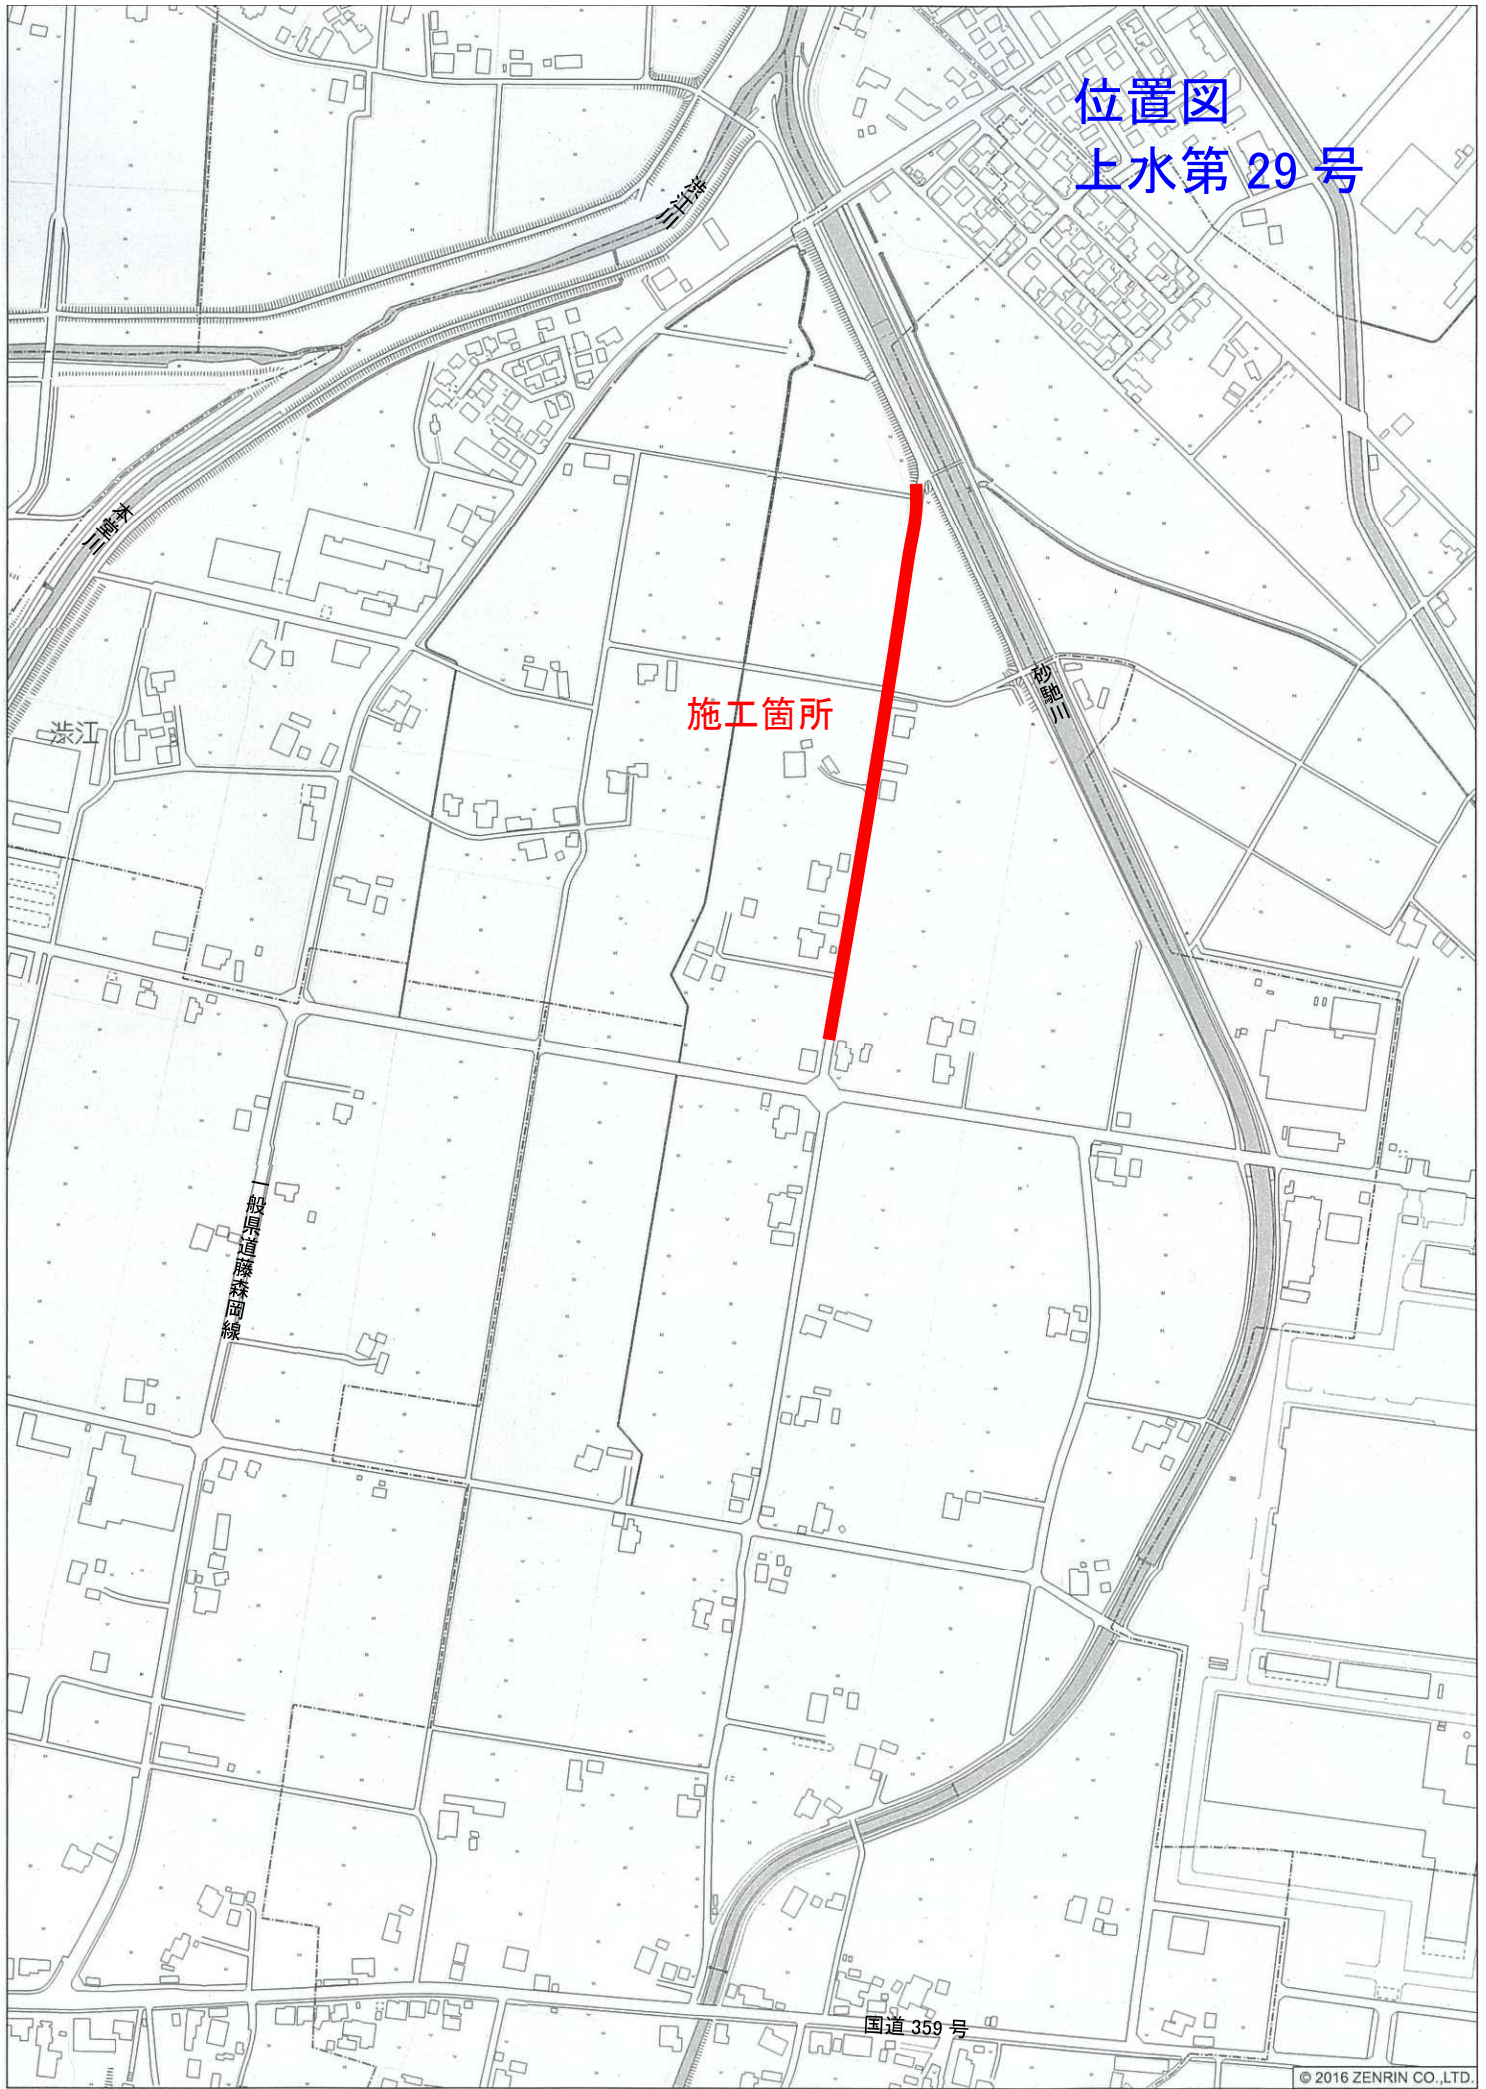 位置図
上水第 29 号
渋江川
本堂川
砂馳川
施工箇所
渋江
一般県道藤森岡線
国道 359 号
© 2016 ZENRIN CO.,LTD.